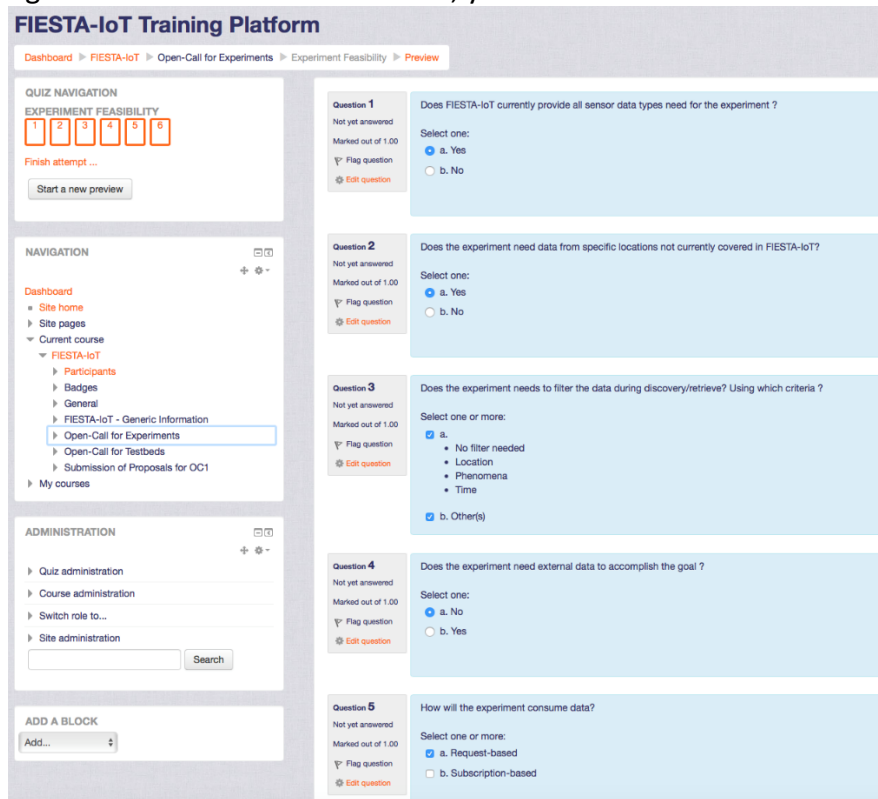 FIESTA-IoT Training Platform
Dashboard FIESTA-IoT Open-Call for Experiments Experiment Feasibility Preview
QUIZ NAVIGATION
EXPERIMENT FEASIBILITY
1 2 3 4 5 6
Finish attempt ...
Start a new preview
NAVIGATION
Dashboard
Site home
Site pages
Current course
FIESTA-IoT
Participants
Badges
General
FIESTA-IoT - Generic Information
Open-Call for Experiments
Open-Call for Testbeds
Submission of Proposals for OC1
My courses
ADMINISTRATION
Quiz administration
Course administration
Switch role to...
Site administration
Search
ADD A BLOCK
Add...
Question 1
Not yet answered
Marked out of 1.00
Flag question
Edit question
Does FIESTA-IoT currently provide all sensor data types need for the experiment ?
Select one:
a. Yes
b. No
Question 2
Not yet answered
Marked out of 1.00
Flag question
Edit question
Does the experiment need data from specific locations not currently covered in FIESTA-IoT?
Select one:
a. Yes
b. No
Question 3
Not yet answered
Marked out of 1.00
Flag question
Edit question
Does the experiment needs to filter the data during discovery/retrieve? Using which criteria ?
Select one or more:
a.
• No filter needed
• Location
• Phenomena
• Time
b. Other(s)
Question 4
Not yet answered
Marked out of 1.00
Flag question
Edit question
Does the experiment need external data to accomplish the goal ?
Select one:
a. No
b. Yes
Question 5
Not yet answered
Marked out of 1.00
Flag question
Edit question
How will the experiment consume data?
Select one or more:
a. Request-based
b. Subscription-based